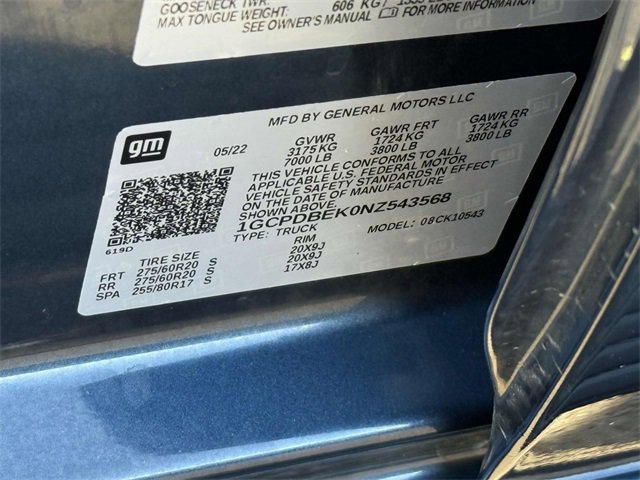 GOOSENECK TWR: 606 KG/
MAX TONGUE WEIGHT:
SEE OWNER'S MANUAL FOR MORE INFORMATION
MFD BY GENERAL MOTORS LLC
gm 05/22 GVWR GAWR FRT GAWR RR
3175 KG 1724 KG 1724 KG
7000 LB 3800 LB 3800 LB
THIS VEHICLE CONFORMS TO ALL
APPLICABLE U.S. FEDERAL MOTOR
VEHICLE SAFETY STANDARDS IN EFFECT
ON THE DATE OF MANUFACTURE SHOWN ABOVE
1GCPDBEK0NZ543568
TYPE: TRUCK MODEL: 08CK10543
619D
TIRE SIZE RIM
FRT 275/60R20 S 20X9J
RR 275/60R20 S 20X9J
SPA 255/80R17 S 17X8J